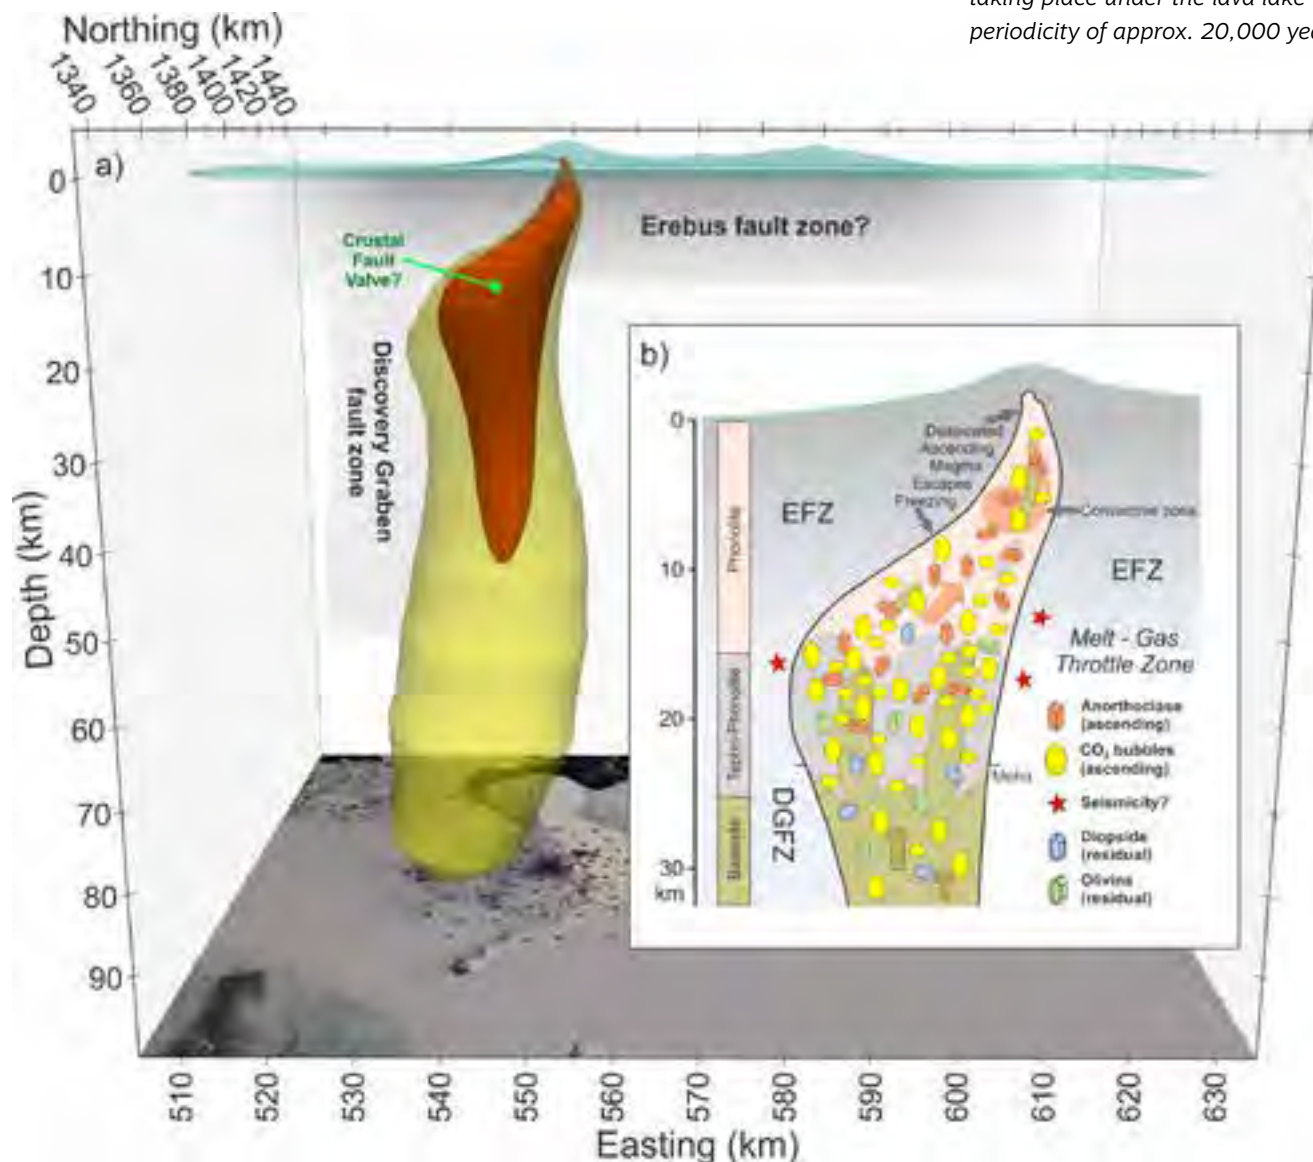 taking place under the lava lake
periodicity of approx. 20,000 yea
Northing (km)
1340
1360
1380
1400
1420
1440
a)
0
10
20
30
40
50
60
70
80
90
Depth (km)
Crustal
Fault
Valve?
Erebus fault zone?
Discovery Graben
fault zone
b)
0
10
20
30
km
Phonolite
Tephri-Phonolite
Basanite
Ascending
Magma
Escapes
Freezing
Convective zone
EFZ
EFZ
DGFZ
Moho
Melt - Gas
Throttle Zone
Anorthoclase
(ascending)
CO₂ bubbles
(ascending)
Seismicity?
Diopside
(residual)
Olivine
(residual)
510
520
530
540
550
560
570
580
590
600
610
620
630
Easting (km)